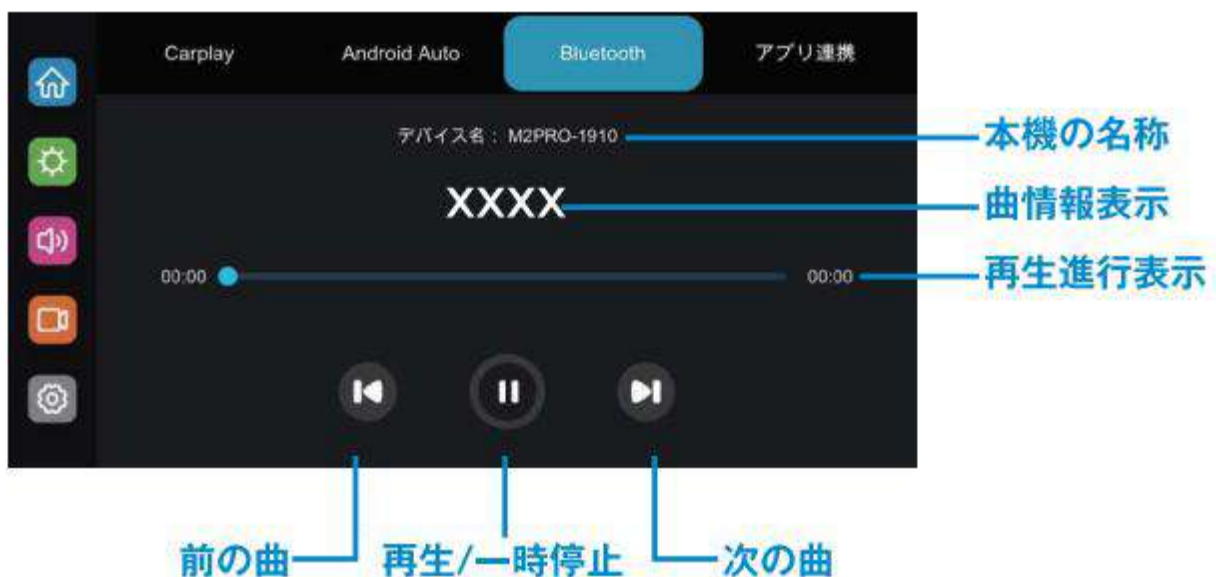 Carplay Android Auto Bluetooth アプリ連携
デバイス名： M2PRO-1910 本機の名称
XXXX 曲情報表示
00:00 00:00 再生進行表示
前の曲 再生/一時停止 次の曲